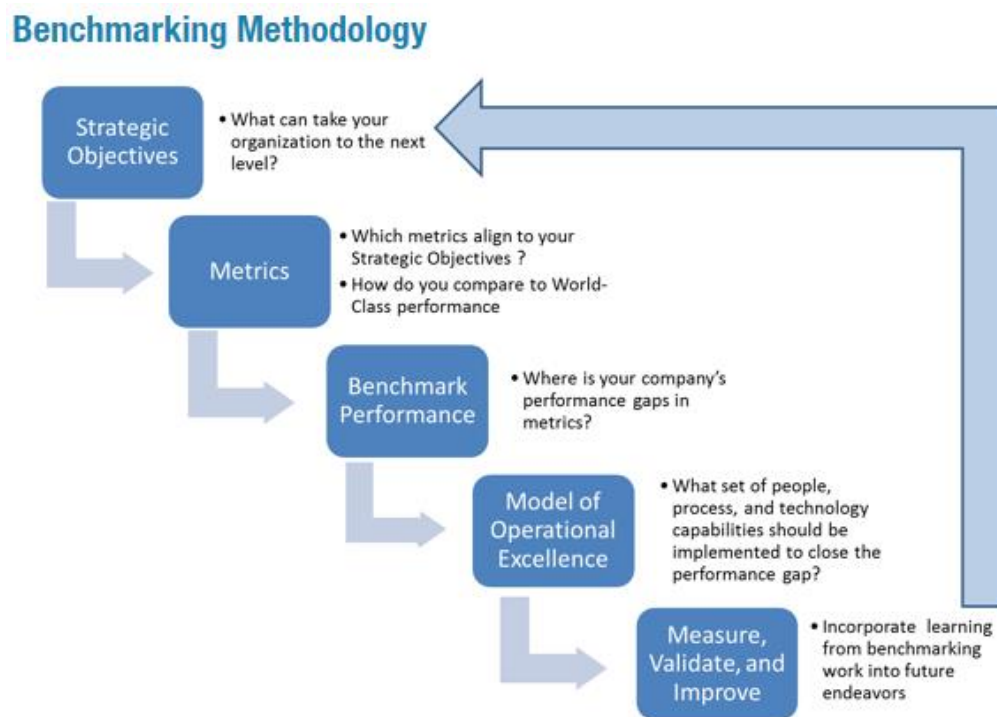 Benchmarking Methodology
Strategic
Objectives
• What can take your
organization to the next
level?
Metrics
• Which metrics align to your
Strategic Objectives ?
• How do you compare to World-
Class performance
Benchmark
Performance
• Where is your company's
performance gaps in
metrics?
Model of
Operational
Excellence
• What set of people,
process, and technology
capabilities should be
implemented to close the
performance gap?
Measure,
Validate, and
Improve
• Incorporate learning
from benchmarking
work into future
endeavors